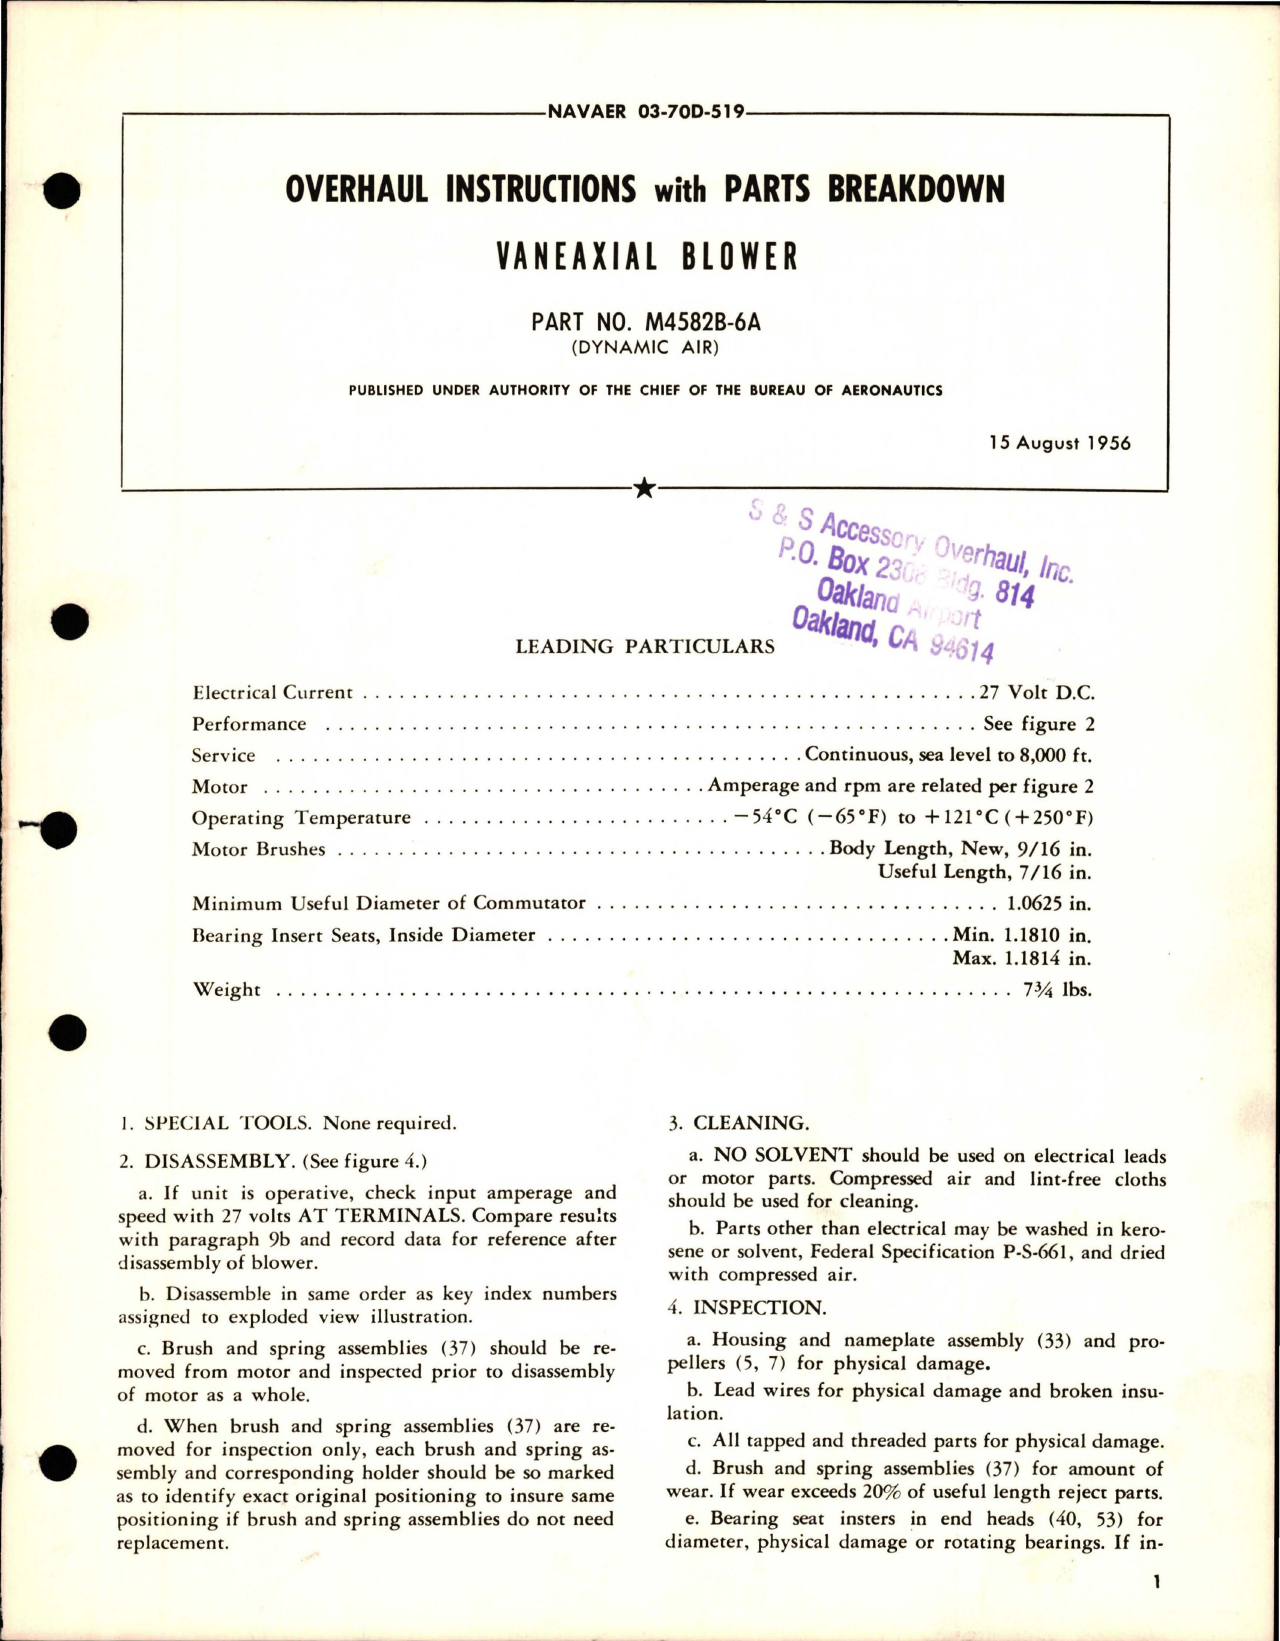 NAVAER 03-70D-519
OVERHAUL INSTRUCTIONS with PARTS BREAKDOWN
VANEAXIAL BLOWER
PART NO. M4582B-6A
(DYNAMIC AIR)
PUBLISHED UNDER AUTHORITY OF THE CHIEF OF THE BUREAU OF AERONAUTICS
15 August 1956
S & S Accessory Overhaul, Inc.
P.O. Box 2308 Bldg. 814
Oakland Airport
Oakland, CA 94614
LEADING PARTICULARS
Electrical Current . . . . . . . . . . 27 Volt D.C.
Performance . . . . . . . . . . See figure 2
Service . . . . . . . . . . Continuous, sea level to 8,000 ft.
Motor . . . . . . . . . . Amperage and rpm are related per figure 2
Operating Temperature . . . . . . . . . . −54°C (−65°F) to +121°C (+250°F)
Motor Brushes . . . . . . . . . . Body Length, New, 9/16 in.
Useful Length, 7/16 in.
Minimum Useful Diameter of Commutator . . . . . . . . . . 1.0625 in.
Bearing Insert Seats, Inside Diameter . . . . . . . . . . Min. 1.1810 in.
Max. 1.1814 in.
Weight . . . . . . . . . . 7¾ lbs.
1. SPECIAL TOOLS. None required.
2. DISASSEMBLY. (See figure 4.)
a. If unit is operative, check input amperage and
speed with 27 volts AT TERMINALS. Compare results
with paragraph 9b and record data for reference after
disassembly of blower.
b. Disassemble in same order as key index numbers
assigned to exploded view illustration.
c. Brush and spring assemblies (37) should be re-
moved from motor and inspected prior to disassembly
of motor as a whole.
d. When brush and spring assemblies (37) are re-
moved for inspection only, each brush and spring as-
sembly and corresponding holder should be so marked
as to identify exact original positioning to insure same
positioning if brush and spring assemblies do not need
replacement.
3. CLEANING.
a. NO SOLVENT should be used on electrical leads
or motor parts. Compressed air and lint-free cloths
should be used for cleaning.
b. Parts other than electrical may be washed in kero-
sene or solvent, Federal Specification P-S-661, and dried
with compressed air.
4. INSPECTION.
a. Housing and nameplate assembly (33) and pro-
pellers (5, 7) for physical damage.
b. Lead wires for physical damage and broken insu-
lation.
c. All tapped and threaded parts for physical damage.
d. Brush and spring assemblies (37) for amount of
wear. If wear exceeds 20% of useful length reject parts.
e. Bearing seat insters in end heads (40, 53) for
diameter, physical damage or rotating bearings. If in-
1